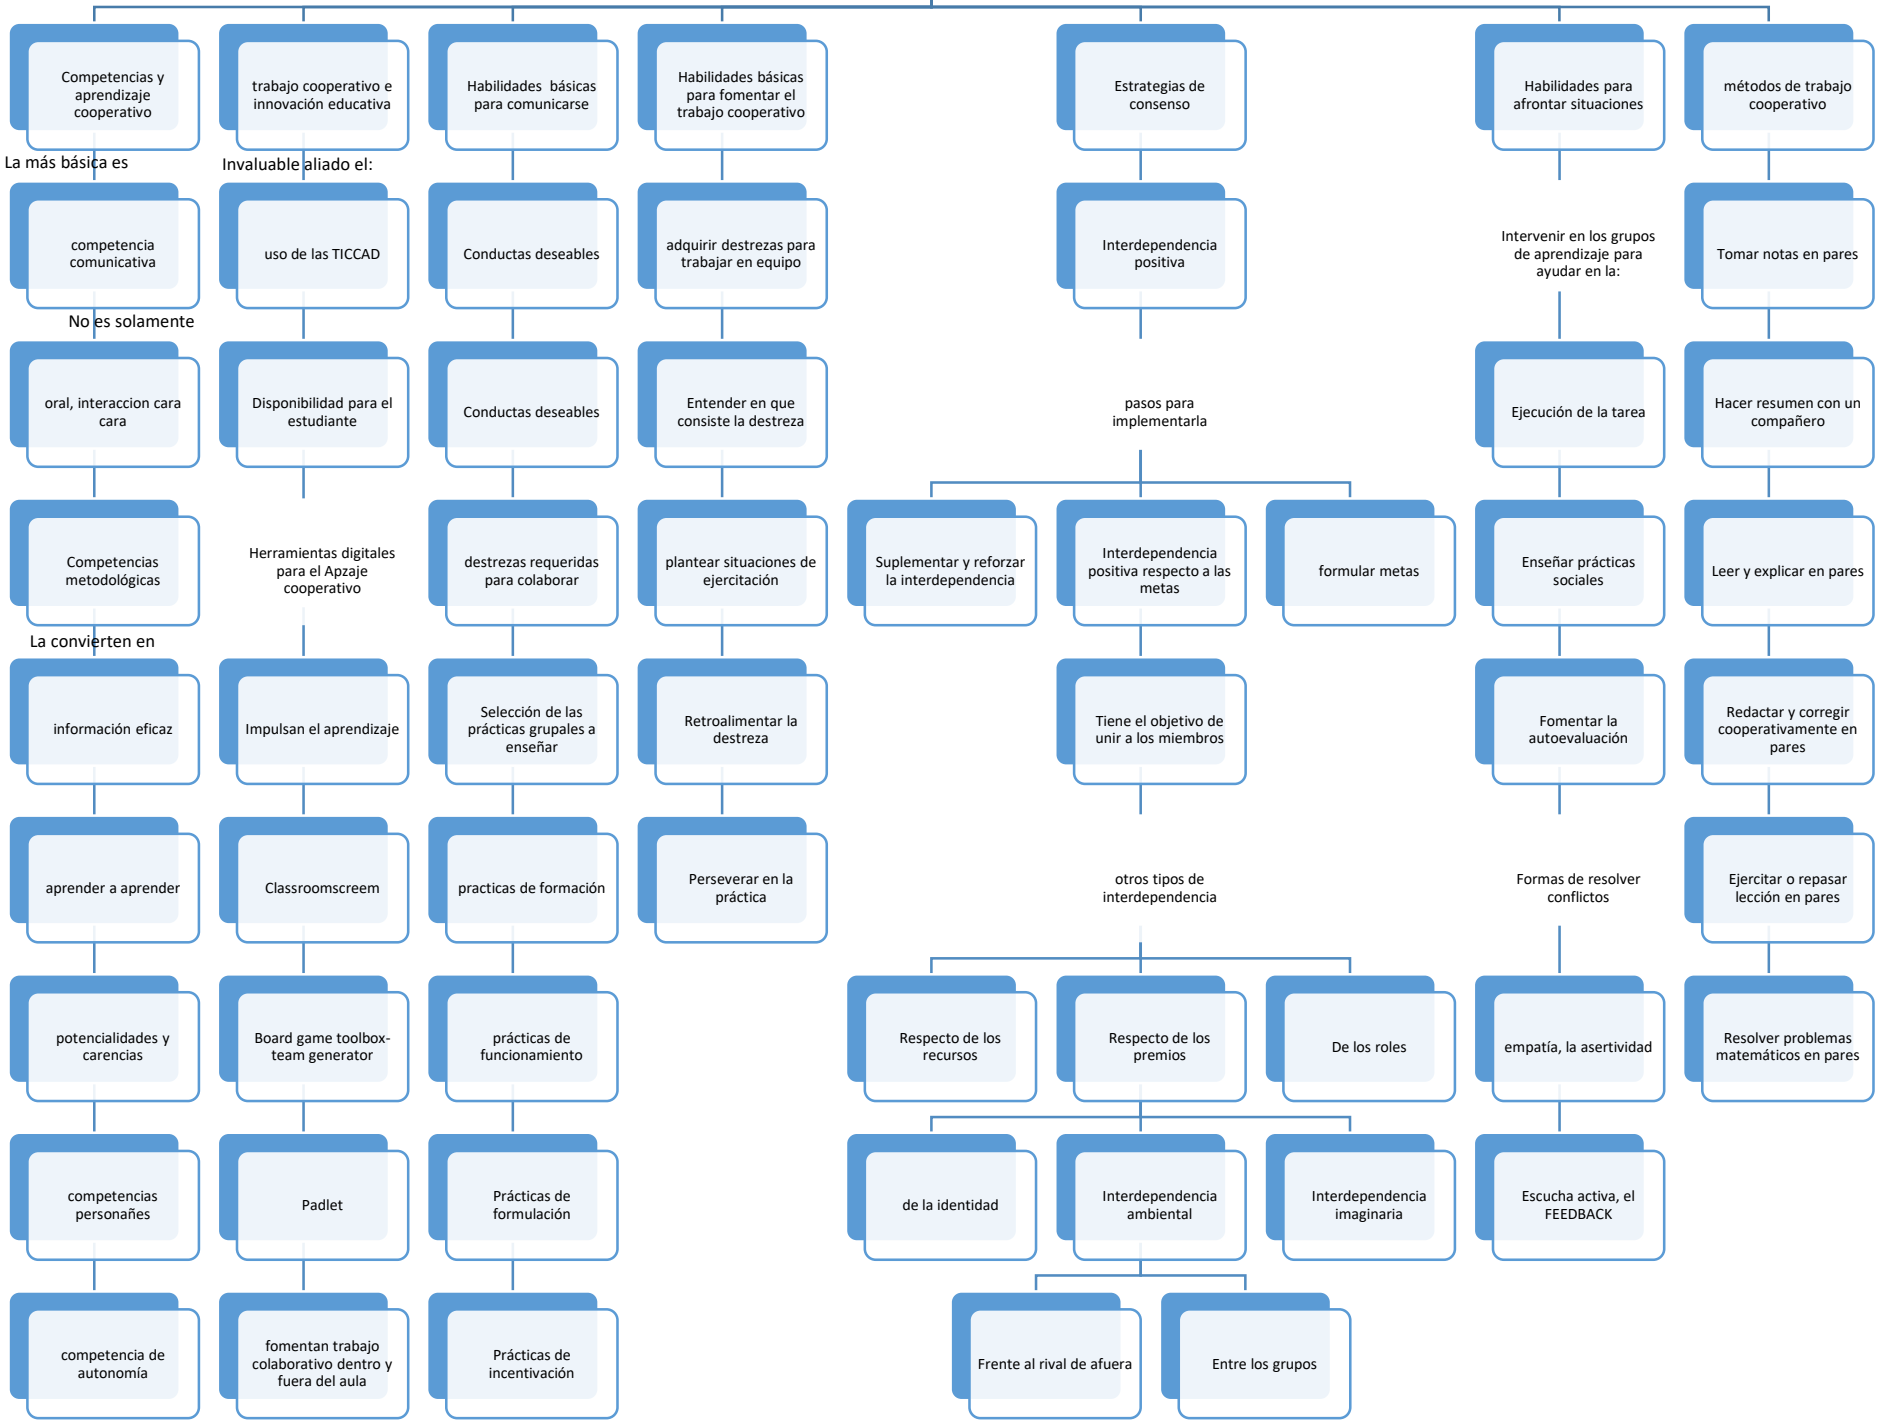 Competencias y
aprendizaje
cooperativo
trabajo cooperativo e
innovación educativa
Habilidades básicas
para comunicarse
Habilidades básicas
para fomentar el
trabajo cooperativo
Estrategias de
consenso
Habilidades para
afrontar situaciones
métodos de trabajo
cooperativo
La más básica es
Invaluable aliado el:
competencia
comunicativa
uso de las TICCAD
Conductas deseables
adquirir destrezas para
trabajar en equipo
Interdependencia
positiva
Intervenir en los grupos
de aprendizaje para
ayudar en la:
Tomar notas en pares
No es solamente
oral, interaccion cara
cara
Disponibilidad para el
estudiante
Conductas deseables
Entender en que
consiste la destreza
pasos para
implementarla
Ejecución de la tarea
Hacer resumen con un
compañero
Competencias
metodológicas
Herramientas digitales
para el Apzaje
cooperativo
destrezas requeridas
para colaborar
plantear situaciones de
ejercitación
Suplementar y reforzar
la interdependencia
Interdependencia
positiva respecto a las
metas
formular metas
Enseñar prácticas
sociales
Leer y explicar en pares
La convierten en
información eficaz
Impulsan el aprendizaje
Selección de las
prácticas grupales a
enseñar
Retroalimentar la
destreza
Tiene el objetivo de
unir a los miembros
Fomentar la
autoevaluación
Redactar y corregir
cooperativamente en
pares
aprender a aprender
Classroomscreem
practicas de formación
Perseverar en la
práctica
otros tipos de
interdependencia
Formas de resolver
conflictos
Ejercitar o repasar
lección en pares
potencialidades y
carencias
Board game toolbox-
team generator
prácticas de
funcionamiento
Respecto de los
recursos
Respecto de los
premios
De los roles
empatía, la asertividad
Resolver problemas
matemáticos en pares
competencias
personañes
Padlet
Prácticas de
formulación
de la identidad
Interdependencia
ambiental
Interdependencia
imaginaria
Escucha activa, el
FEEDBACK
competencia de
autonomía
fomentan trabajo
colaborativo dentro y
fuera del aula
Prácticas de
incentivación
Frente al rival de afuera
Entre los grupos